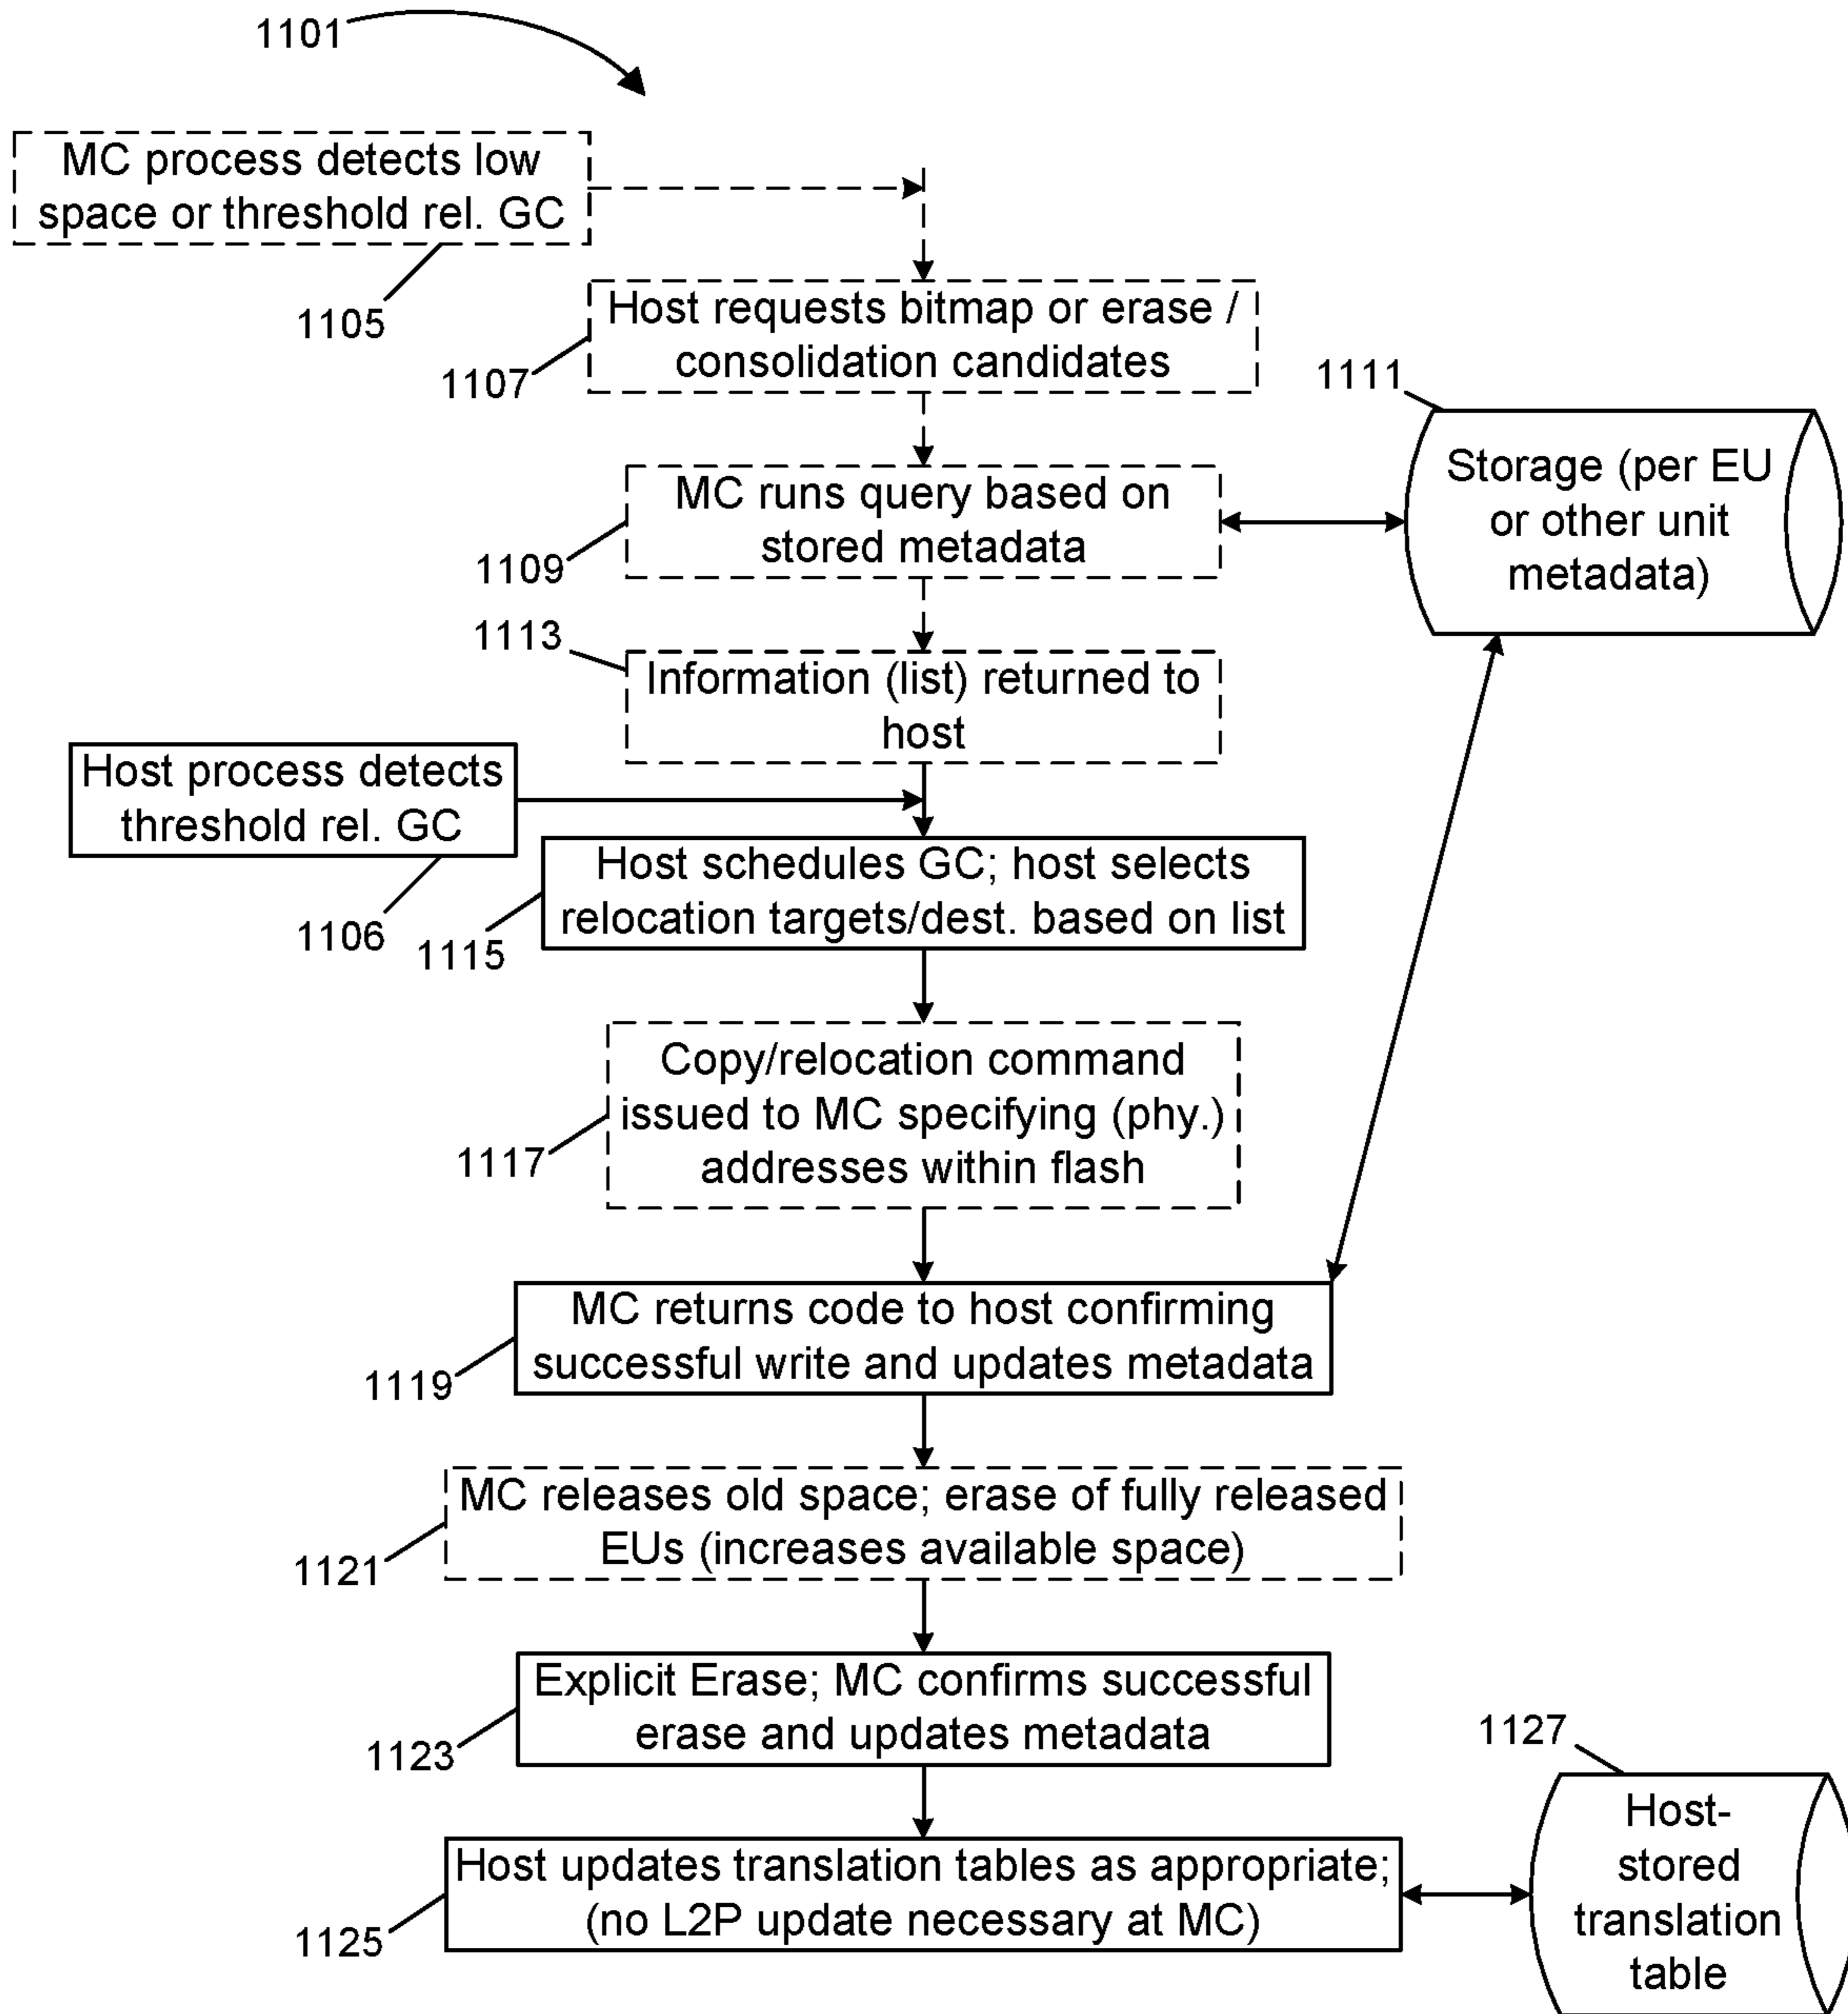 1101
MC process detects low
space or threshold rel. GC
1105
Host requests bitmap or erase /
consolidation candidates
1107
1111
Storage (per EU
or other unit
metadata)
MC runs query based on
stored metadata
1109
1113
Information (list) returned to
host
Host process detects
threshold rel. GC
1106
Host schedules GC; host selects
relocation targets/dest. based on list
1115
Copy/relocation command
issued to MC specifying (phy.)
addresses within flash
1117
MC returns code to host confirming
successful write and updates metadata
1119
MC releases old space; erase of fully released
EUs (increases available space)
1121
Explicit Erase; MC confirms successful
erase and updates metadata
1123
1127
Host-
stored
translation
table
Host updates translation tables as appropriate;
(no L2P update necessary at MC)
1125